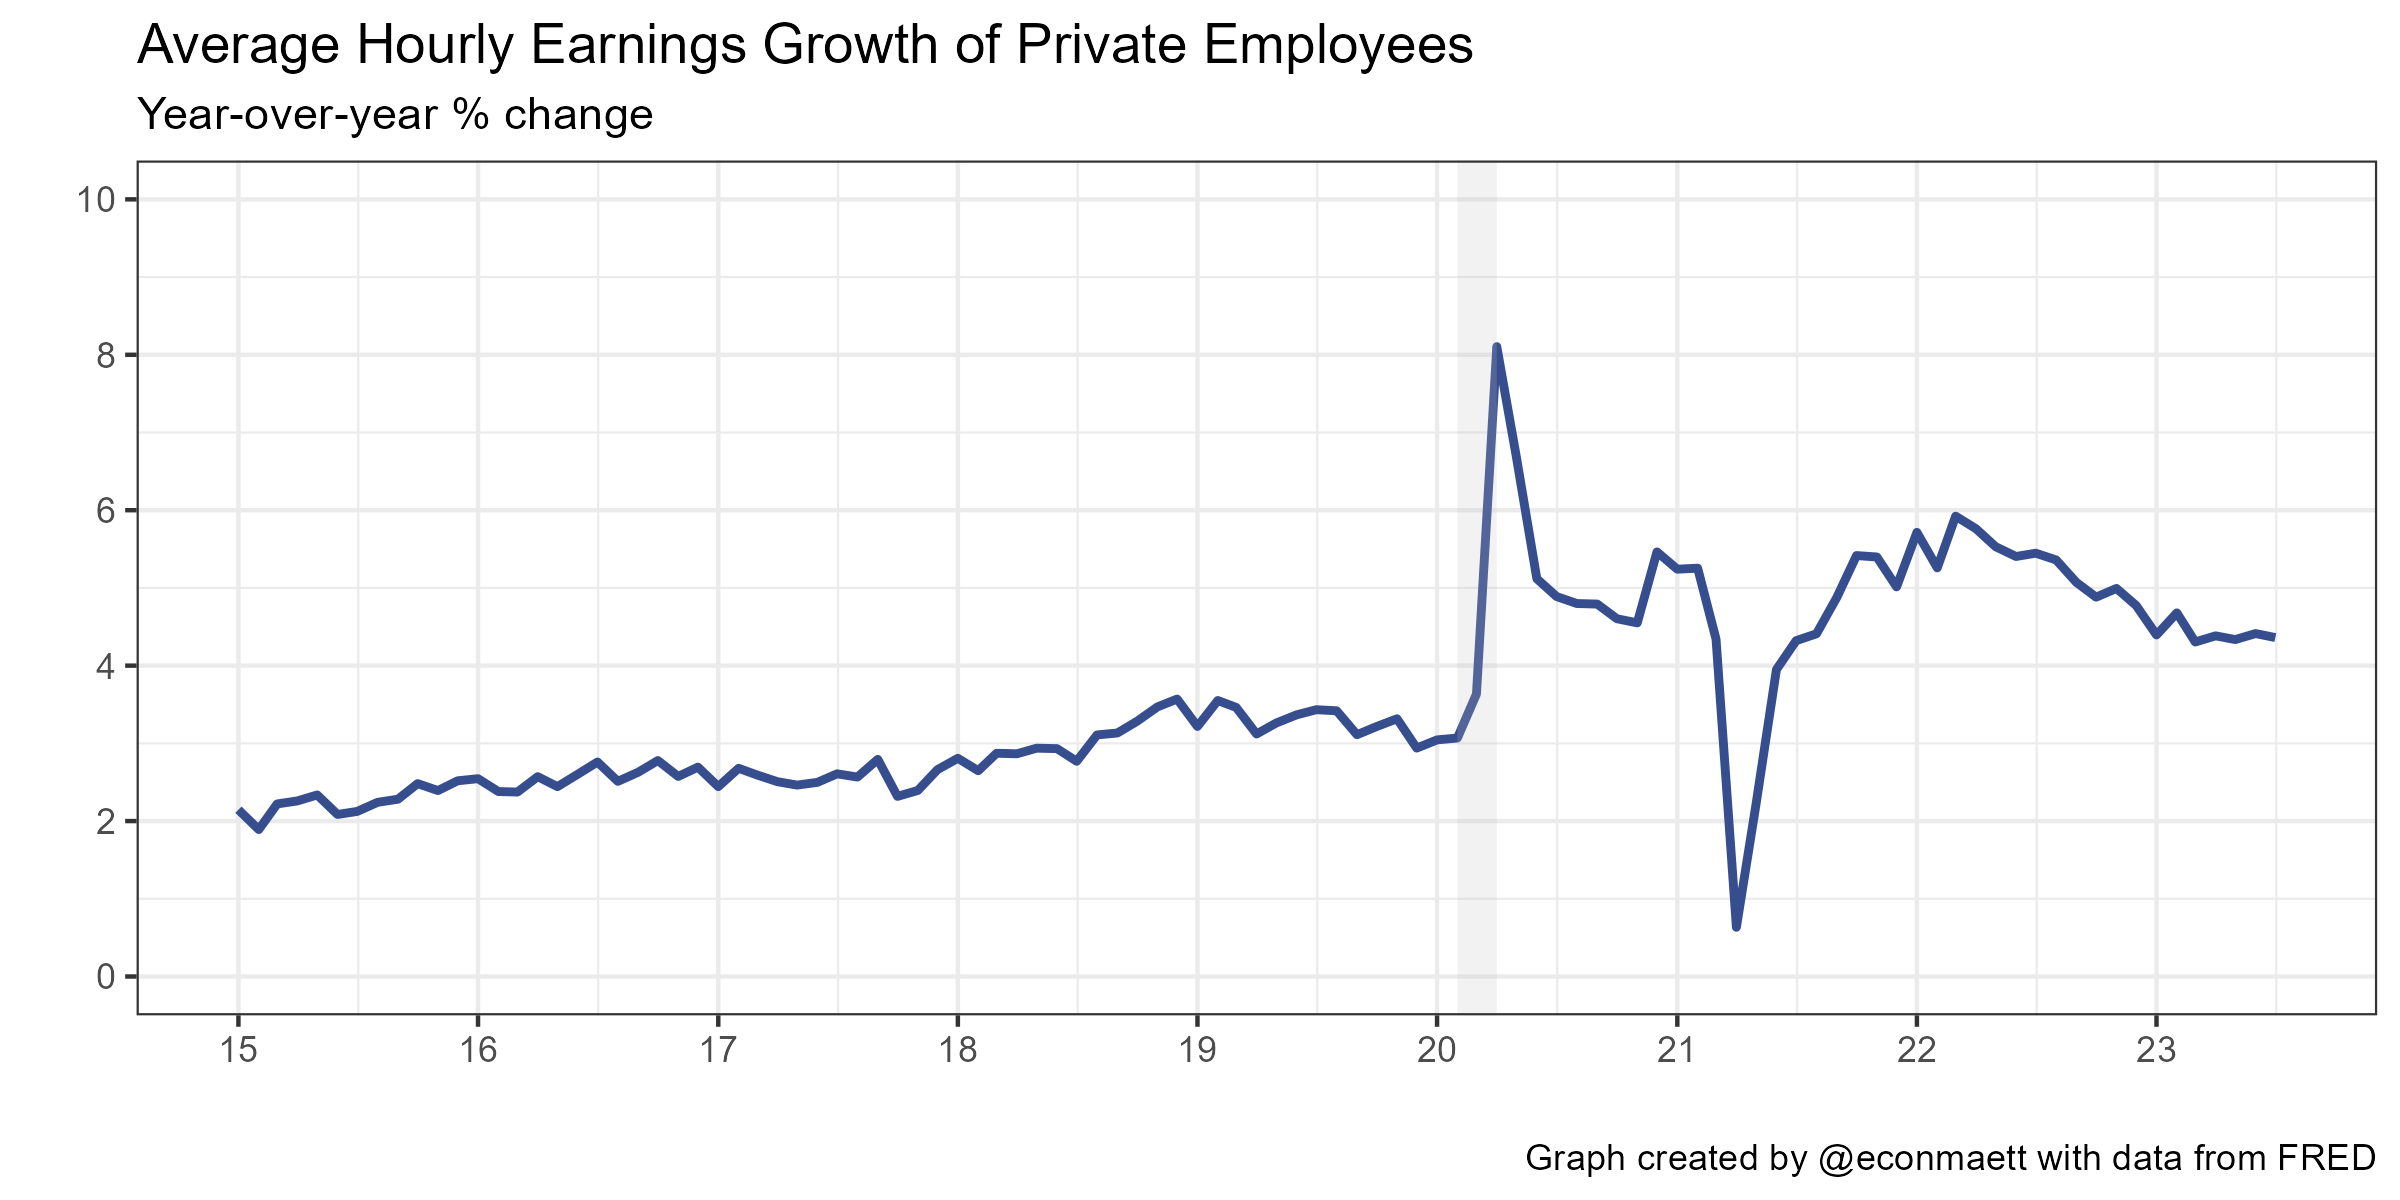 Average Hourly Earnings Growth of Private Employees
Year-over-year % change
10
8
6
4
2
0
15 16 17 18 19 20 21 22 23
Graph created by @econmaett with data from FRED